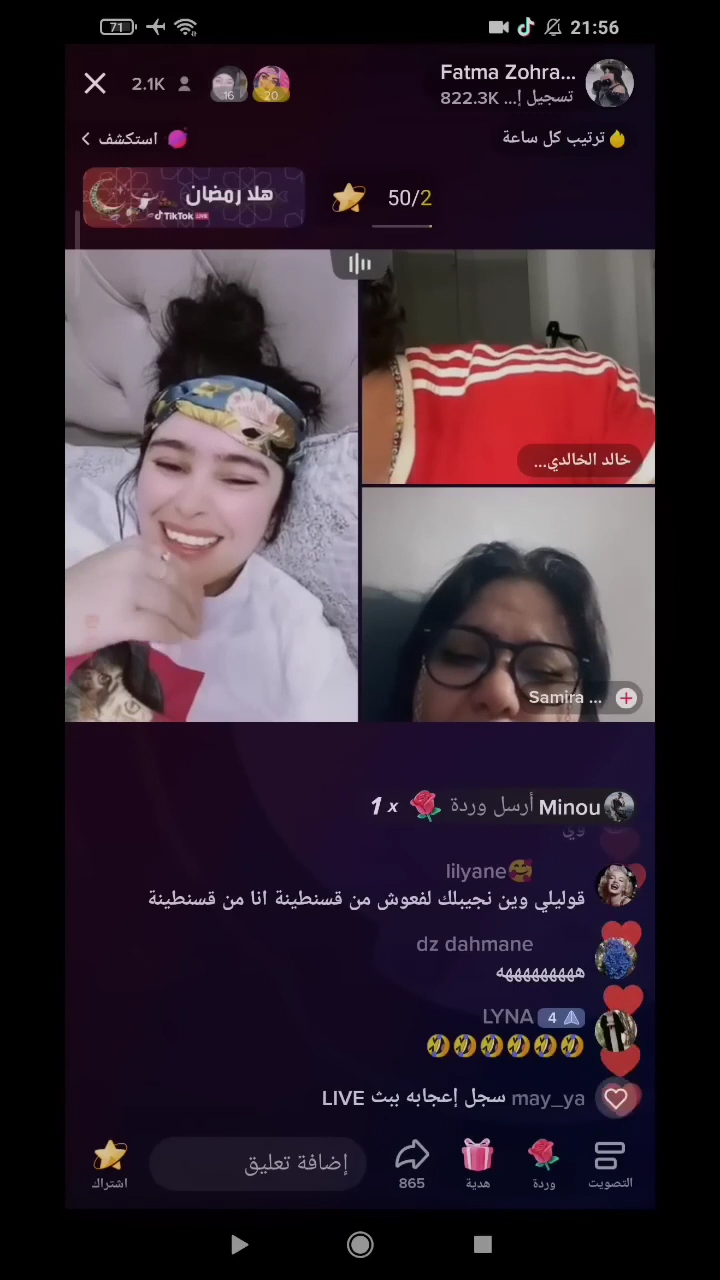 71
21:56
2.1K
16
20
Fatma Zohra...
822.3K تسجيل إ...
استكشف
ترتيب كل ساعة
هلا رمضان
TikTok LIVE
50/2
خالد الخالدي...
Samira ...
Minou أرسل وردة x 1
وي
lilyane🥰
قوليلي وين نجيبلك لفعوش من قسنطينة انا من قسنطينة
dz dahmane
هههههههههه
LYNA 4
🤣🤣🤣🤣🤣🤣
may_ya سجل إعجابه ببث LIVE
اشتراك
إضافة تعليق
865
هدية
وردة
التصويت